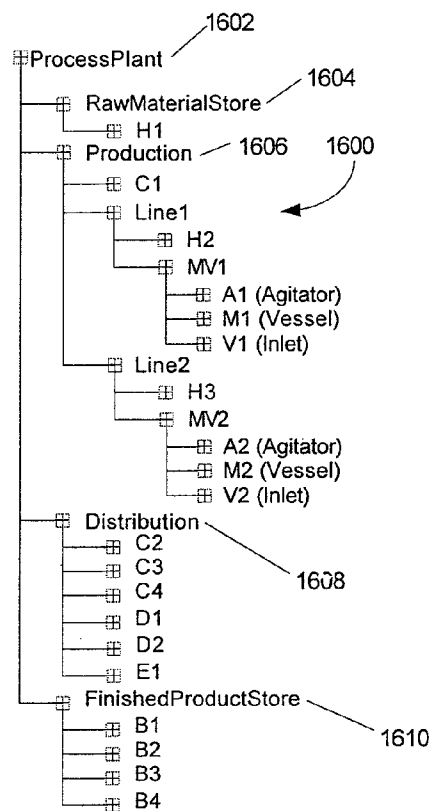 1602
ProcessPlant
1604
RawMaterialStore
H1
Production 1606 1600
C1
Line1
H2
MV1
A1 (Agitator)
M1 (Vessel)
V1 (Inlet)
Line2
H3
MV2
A2 (Agitator)
M2 (Vessel)
V2 (Inlet)
Distribution
C2
C3
1608
C4
D1
D2
E1
FinishedProductStore
1610
B1
B2
B3
B4